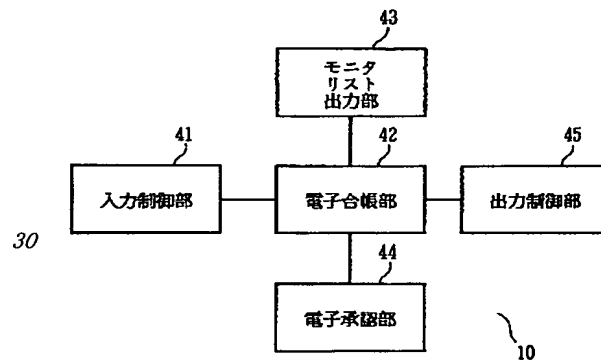 43
モニタ
リスト
出力部
41
42
45
入力制御部
電子台帳部
出力制御部
30
44
電子承認部
10